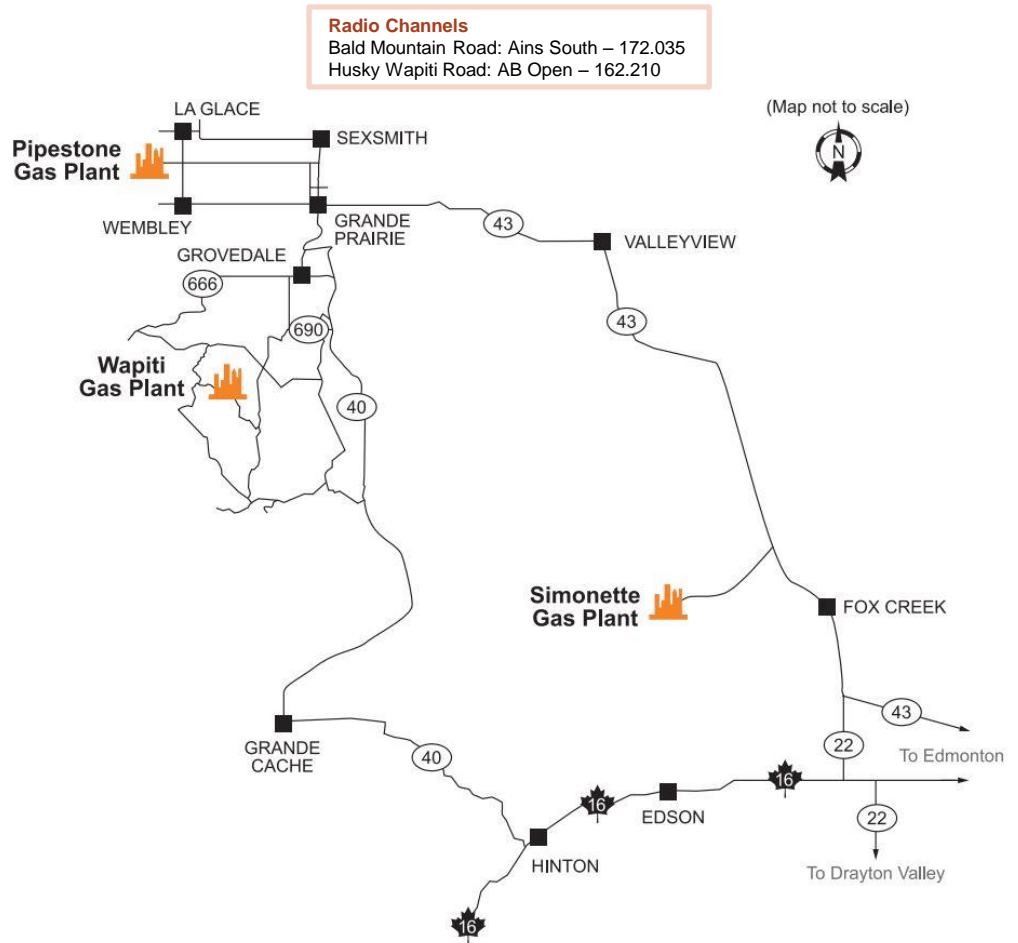 Radio Channels
Bald Mountain Road: Ains South – 172.035
Husky Wapiti Road: AB Open – 162.210
(Map not to scale)
N
LA GLACE
SEXSMITH
Pipestone
Gas Plant
WEMBLEY
GRANDE
PRAIRIE
43
VALLEYVIEW
GROVEDALE
666
690
43
Wapiti
Gas Plant
40
Simonette
Gas Plant
FOX CREEK
43
GRANDE
CACHE
40
22
To Edmonton
16
16
EDSON
22
HINTON
To Drayton Valley
16